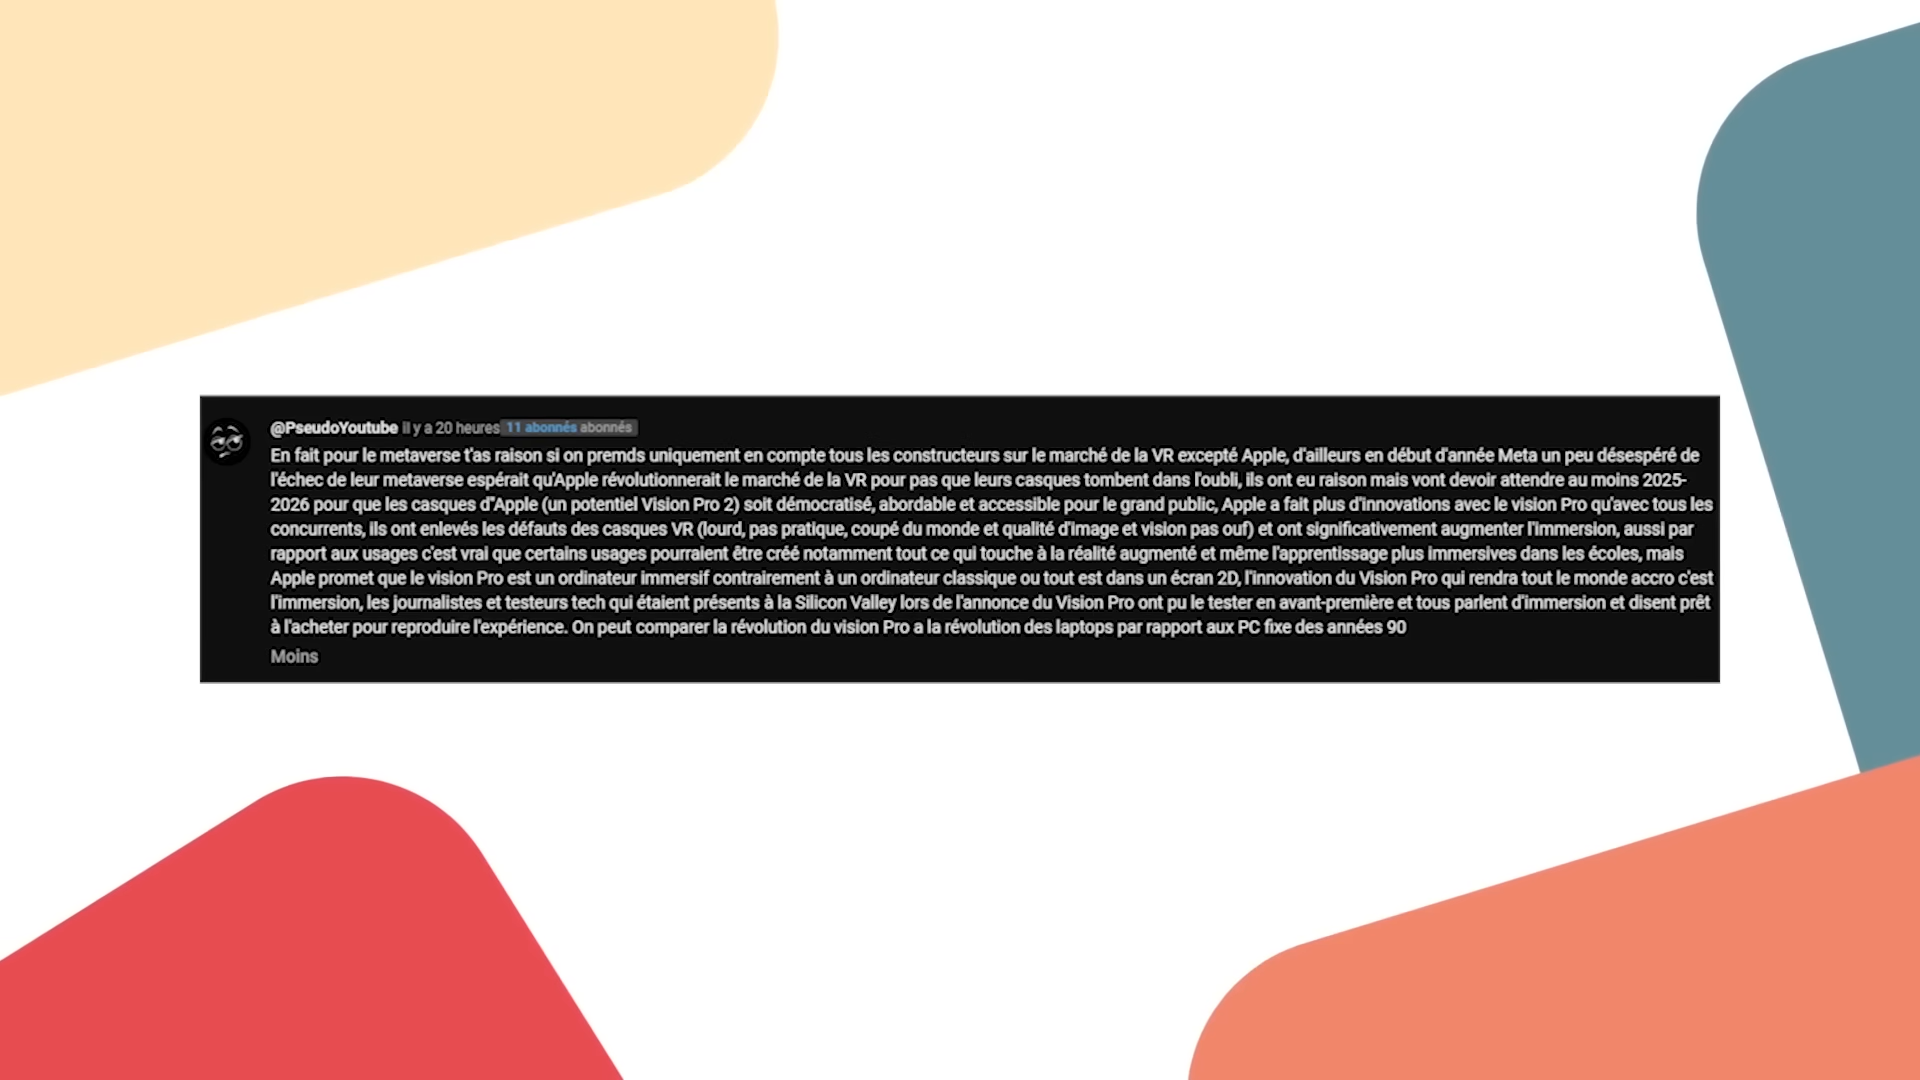 @PseudoYoutube il y a 20 heures 11 abonnés abonnés
En fait pour le metaverse t'as raison si on premds uniquement en compte tous les constructeurs sur le marché de la VR excepté Apple, d'ailleurs en début d'année Meta un peu désespéré de
l'échec de leur metaverse espérait qu'Apple révolutionnerait le marché de la VR pour pas que leurs casques tombent dans l'oubli, ils ont eu raison mais vont devoir attendre au moins 2025-
2026 pour que les casques d"Apple (un potentiel Vision Pro 2) soit démocratisé, abordable et accessible pour le grand public, Apple a fait plus d'innovations avec le vision Pro qu'avec tous les
concurrents, ils ont enlevés les défauts des casques VR (lourd, pas pratique, coupé du monde et qualité d'image et vision pas ouf) et ont significativement augmenter l'immersion, aussi par
rapport aux usages c'est vrai que certains usages pourraient être créé notamment tout ce qui touche à la réalité augmenté et même l'apprentissage plus immersives dans les écoles, mais
Apple promet que le vision Pro est un ordinateur immersif contrairement à un ordinateur classique ou tout est dans un écran 2D, l'innovation du Vision Pro qui rendra tout le monde accro c'est
l'immersion, les journalistes et testeurs tech qui étaient présents à la Silicon Valley lors de l'annonce du Vision Pro ont pu le tester en avant-première et tous parlent d'immersion et disent prêt
à l'acheter pour reproduire l'expérience. On peut comparer la révolution du vision Pro a la révolution des laptops par rapport aux PC fixe des années 90
Moins